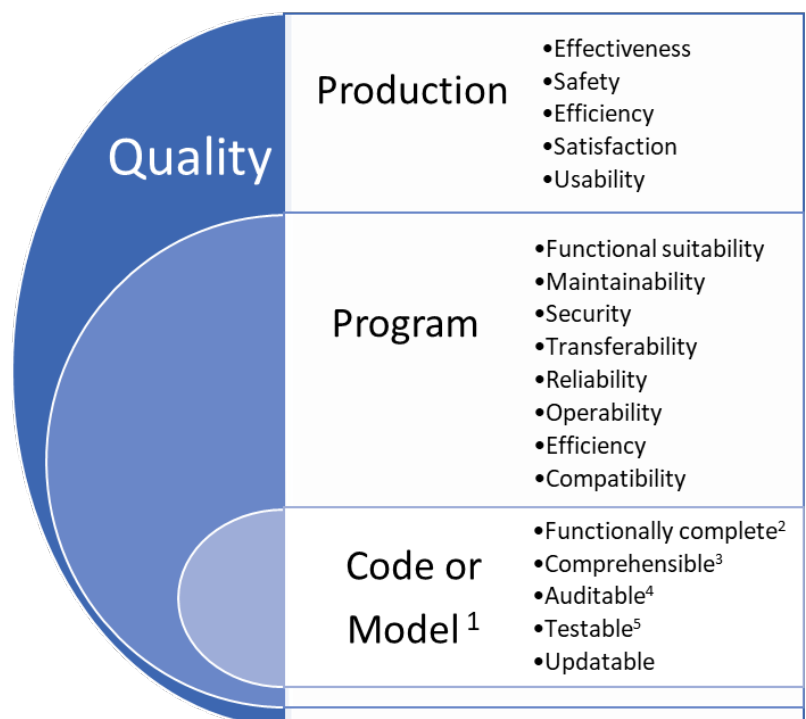 Quality
Production
•Effectiveness
•Safety
•Efficiency
•Satisfaction
•Usability
Program
•Functional suitability
•Maintainability
•Security
•Transferability
•Reliability
•Operability
•Efficiency
•Compatibility
Code or
Model ¹
•Functionally complete²
•Comprehensible³
•Auditable⁴
•Testable⁵
•Updatable